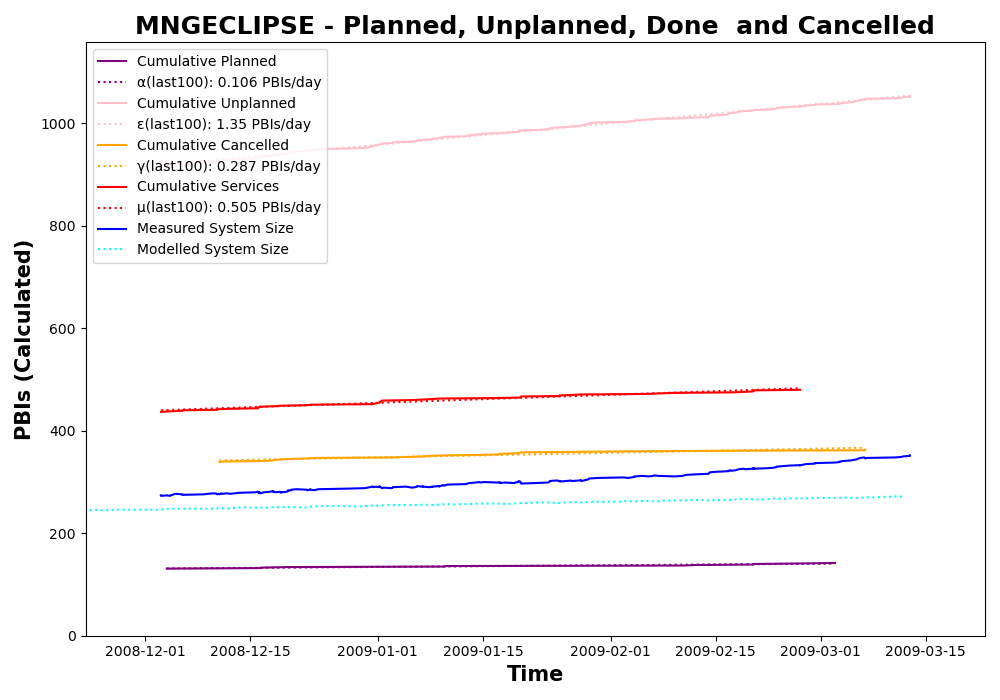 MNGECLIPSE - Planned, Unplanned, Done  and Cancelled
Cumulative Planned
α(last100): 0.106 PBIs/day
Cumulative Unplanned
ε(last100): 1.35 PBIs/day
Cumulative Cancelled
γ(last100): 0.287 PBIs/day
Cumulative Services
μ(last100): 0.505 PBIs/day
Measured System Size
Modelled System Size
PBIs (Calculated)
1000
800
600
400
200
0
2008-12-01
2008-12-15
2009-01-01
2009-01-15
2009-02-01
2009-02-15
2009-03-01
2009-03-15
Time